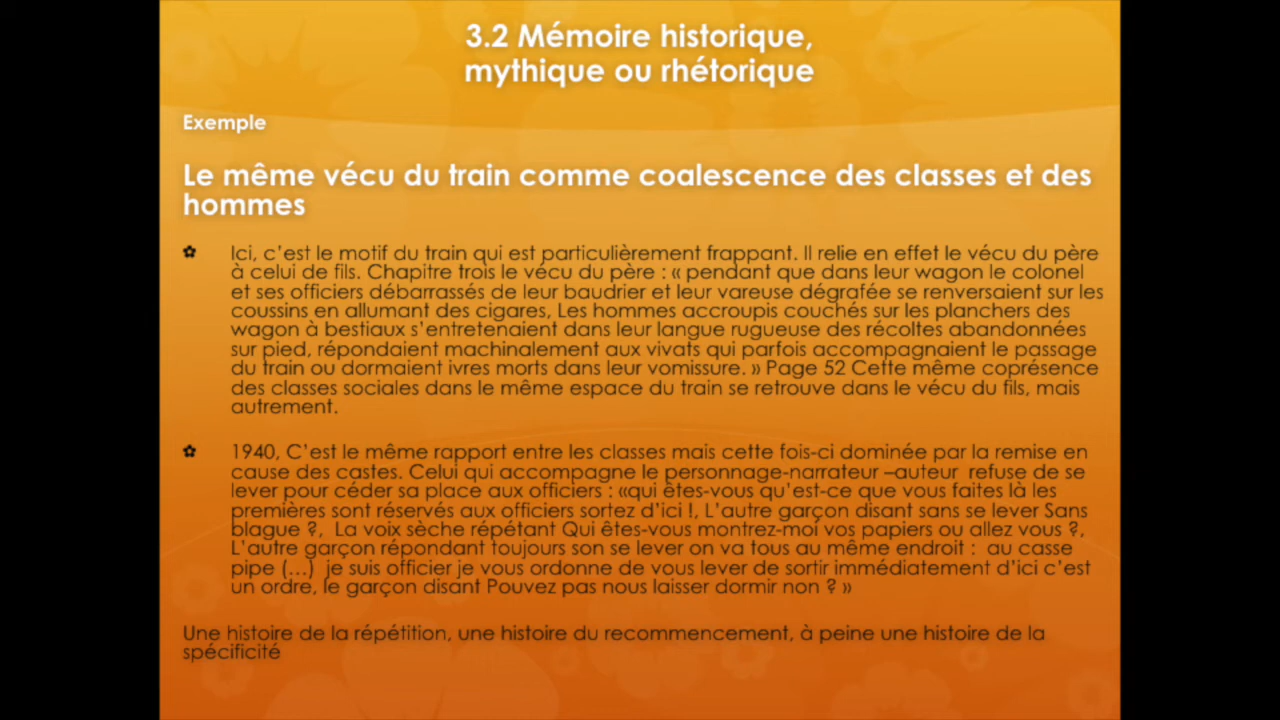 3.2 Mémoire historique,
mythique ou rhétorique
Exemple
Le même vécu du train comme coalescence des classes et des
hommes
Ici, c'est le motif du train qui est particulièrement frappant. Il relie en effet le vécu du père
à celui de fils. Chapitre trois le vécu du père : « pendant que dans leur wagon le colonel
et ses officiers débarrassés de leur baudrier et leur vareuse dégrafée se renversaient sur les
coussins en allumant des cigares, Les hommes accroupis couchés sur les planchers des
wagon à bestiaux s'entretenaient dans leur langue rugueuse des récoltes abandonnées
sur pied, répondaient machinalement aux vivats qui parfois accompagnaient le passage
du train ou dormaient ivres morts dans leur vomissure. » Page 52 Cette même coprésence
des classes sociales dans le même espace du train se retrouve dans le vécu du fils, mais
autrement.
1940, C'est le même rapport entre les classes mais cette fois-ci dominée par la remise en
cause des castes. Celui qui accompagne le personnage-narrateur –auteur refuse de se
lever pour céder sa place aux officiers : «qui êtes-vous qu'est-ce que vous faites là les
premières sont réservés aux officiers sortez d'ici !, L'autre garçon disant sans se lever Sans
blague ?, La voix sèche répétant Qui êtes-vous montrez-moi vos papiers ou allez vous ?,
L'autre garçon répondant toujours son se lever on va tous au même endroit : au casse
pipe (…) je suis officier je vous ordonne de vous lever de sortir immédiatement d'ici c'est
un ordre, le garçon disant Pouvez pas nous laisser dormir non ? »
Une histoire de la répétition, une histoire du recommencement, à peine une histoire de la
spécificité